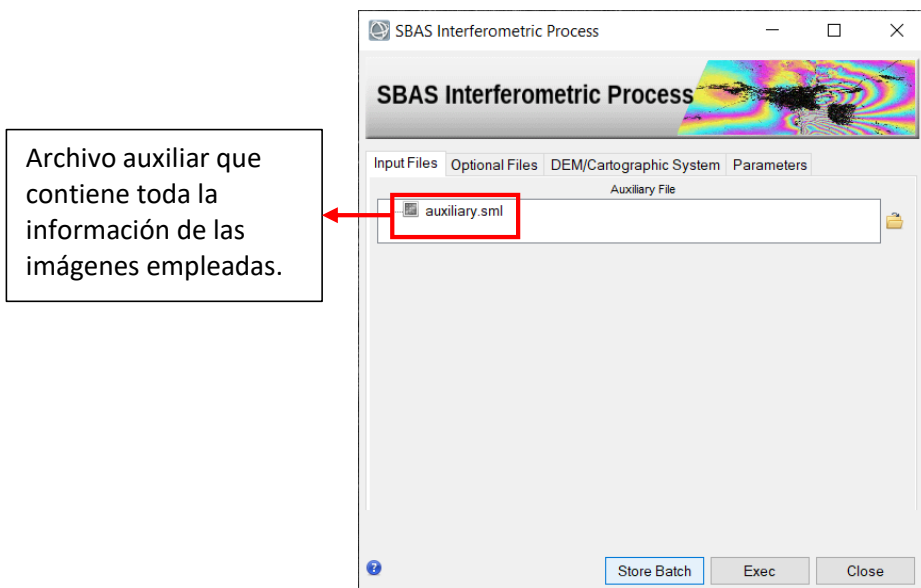 SBAS Interferometric Process
SBAS Interferometric Process
Archivo auxiliar que
contiene toda la
información de las
imágenes empleadas.
Input Files Optional Files DEM/Cartographic System Parameters
Auxiliary File
auxiliary.sml
?
Store Batch Exec Close